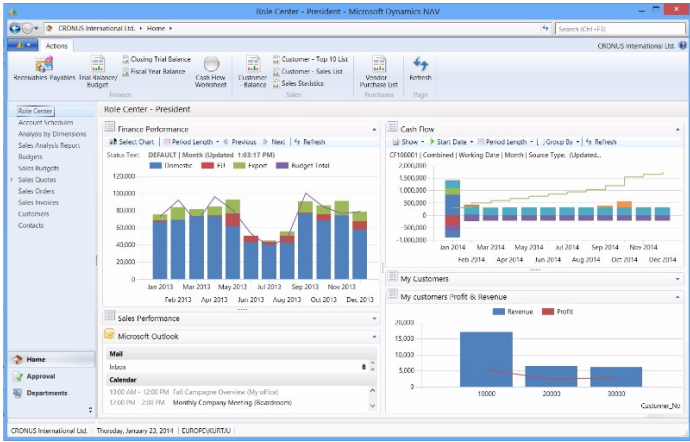 Role Center - President - Microsoft Dynamics NAV
CRONUS International Ltd. Home
Search (Ctrl+F3)
Actions
CRONUS International Ltd.
Receivables-Payables
Trial Balance/Budget
Closing Trial Balance
Fiscal Year Balance
Cash Flow Worksheet
Customer - Balance
Customer - Top 10 List
Customer - Sales List
Sales Statistics
Vendor Purchase List
Refresh
Finance
Sales
Purchases
Page
Role Center
Account Schedules
Analysis by Dimensions
Sales Analysis Report
Budgets
Sales Budgets
Sales Quotes
Sales Orders
Sales Invoices
Customers
Contacts
Home
Approval
Departments
Role Center - President
Finance Performance
Select Chart Period Length Previous Next Refresh
Status Text: DEFAULT | Month (Updated 1:03:17 PM)
Domestic EU Export Budget Total
120,000
100,000
80,000
60,000
40,000
20,000
0
Jan 2013 Mar 2013 May 2013 Jul 2013 Sep 2013 Nov 2013
Feb 2013 Apr 2013 Jun 2013 Aug 2013 Oct 2013 Dec 2013
Sales Performance
Microsoft Outlook
Mail
Inbox 8
Calendar
10:00 AM - 12:00 PM Fall Campagne Overview (My office)
12:00 PM - 2:00 PM Monthly Company Meeting (Boardroom)
Cash Flow
Show Start Date Period Length Group By Refresh
CF100001 | Combined | Working Date | Month | Source Type. (Updated...
2,000,000
1,500,000
1,000,000
500,000
0
-500,000
-1,000,000
Jan 2014 Mar 2014 May 2014 Jul 2014 Sep 2014 Nov 2014
Feb 2014 Apr 2014 Jun 2014 Aug 2014 Oct 2014 Dec 2014
My Customers
My customers Profit & Revenue
Revenue Profit
20,000
15,000
10,000
5,000
0
10000 20000 30000
Customer_No
CRONUS International Ltd. Thursday, January 23, 2014 EUROPE\KURTJU